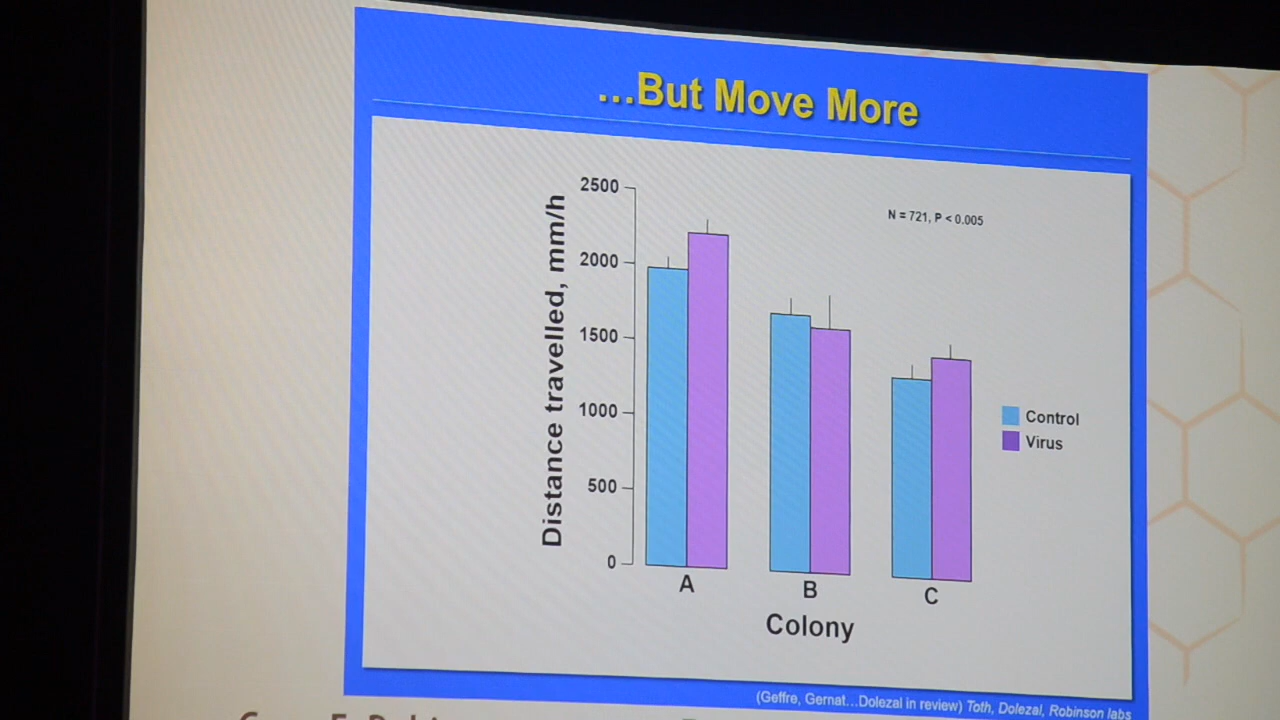 ...But Move More
N = 721, P < 0.005
Distance travelled, mm/h
2500
2000
1500
1000
500
0
A
B
C
Colony
Control
Virus
(Geffre, Gernat...Dolezal in review) Toth, Dolezal, Robinson labs